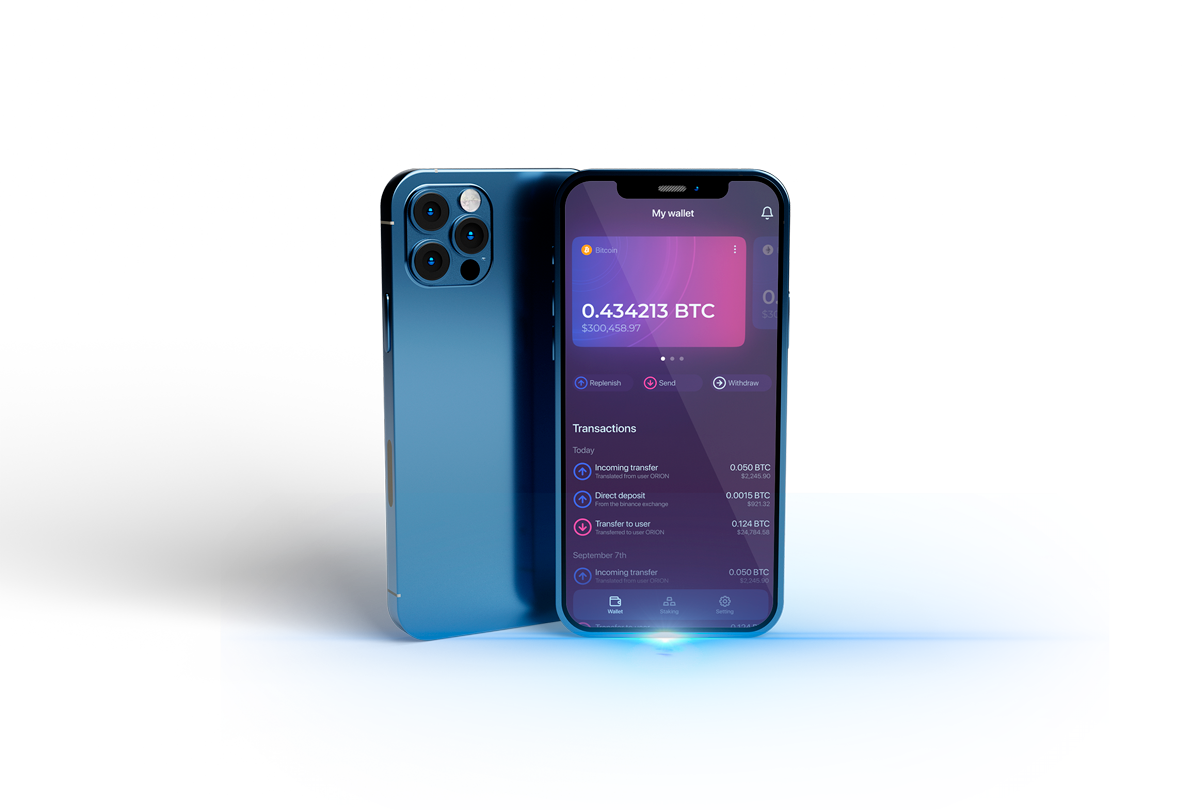 My wallet
Bitcoin
0.434213 BTC
$300,458.97
0.
$30
Replenish
Send
Withdraw
Transactions
Today
Incoming transfer
0.050 BTC
Translated from user ORION
$2,245.90
Direct deposit
0.0015 BTC
From the binance exchange
$921.32
Transfer to user
0.124 BTC
Transferred to user ORION
$24,784.58
September 7th
Incoming transfer
0.050 BTC
Translated from user ORION
$2,245.90
Wallet
Staking
Setting